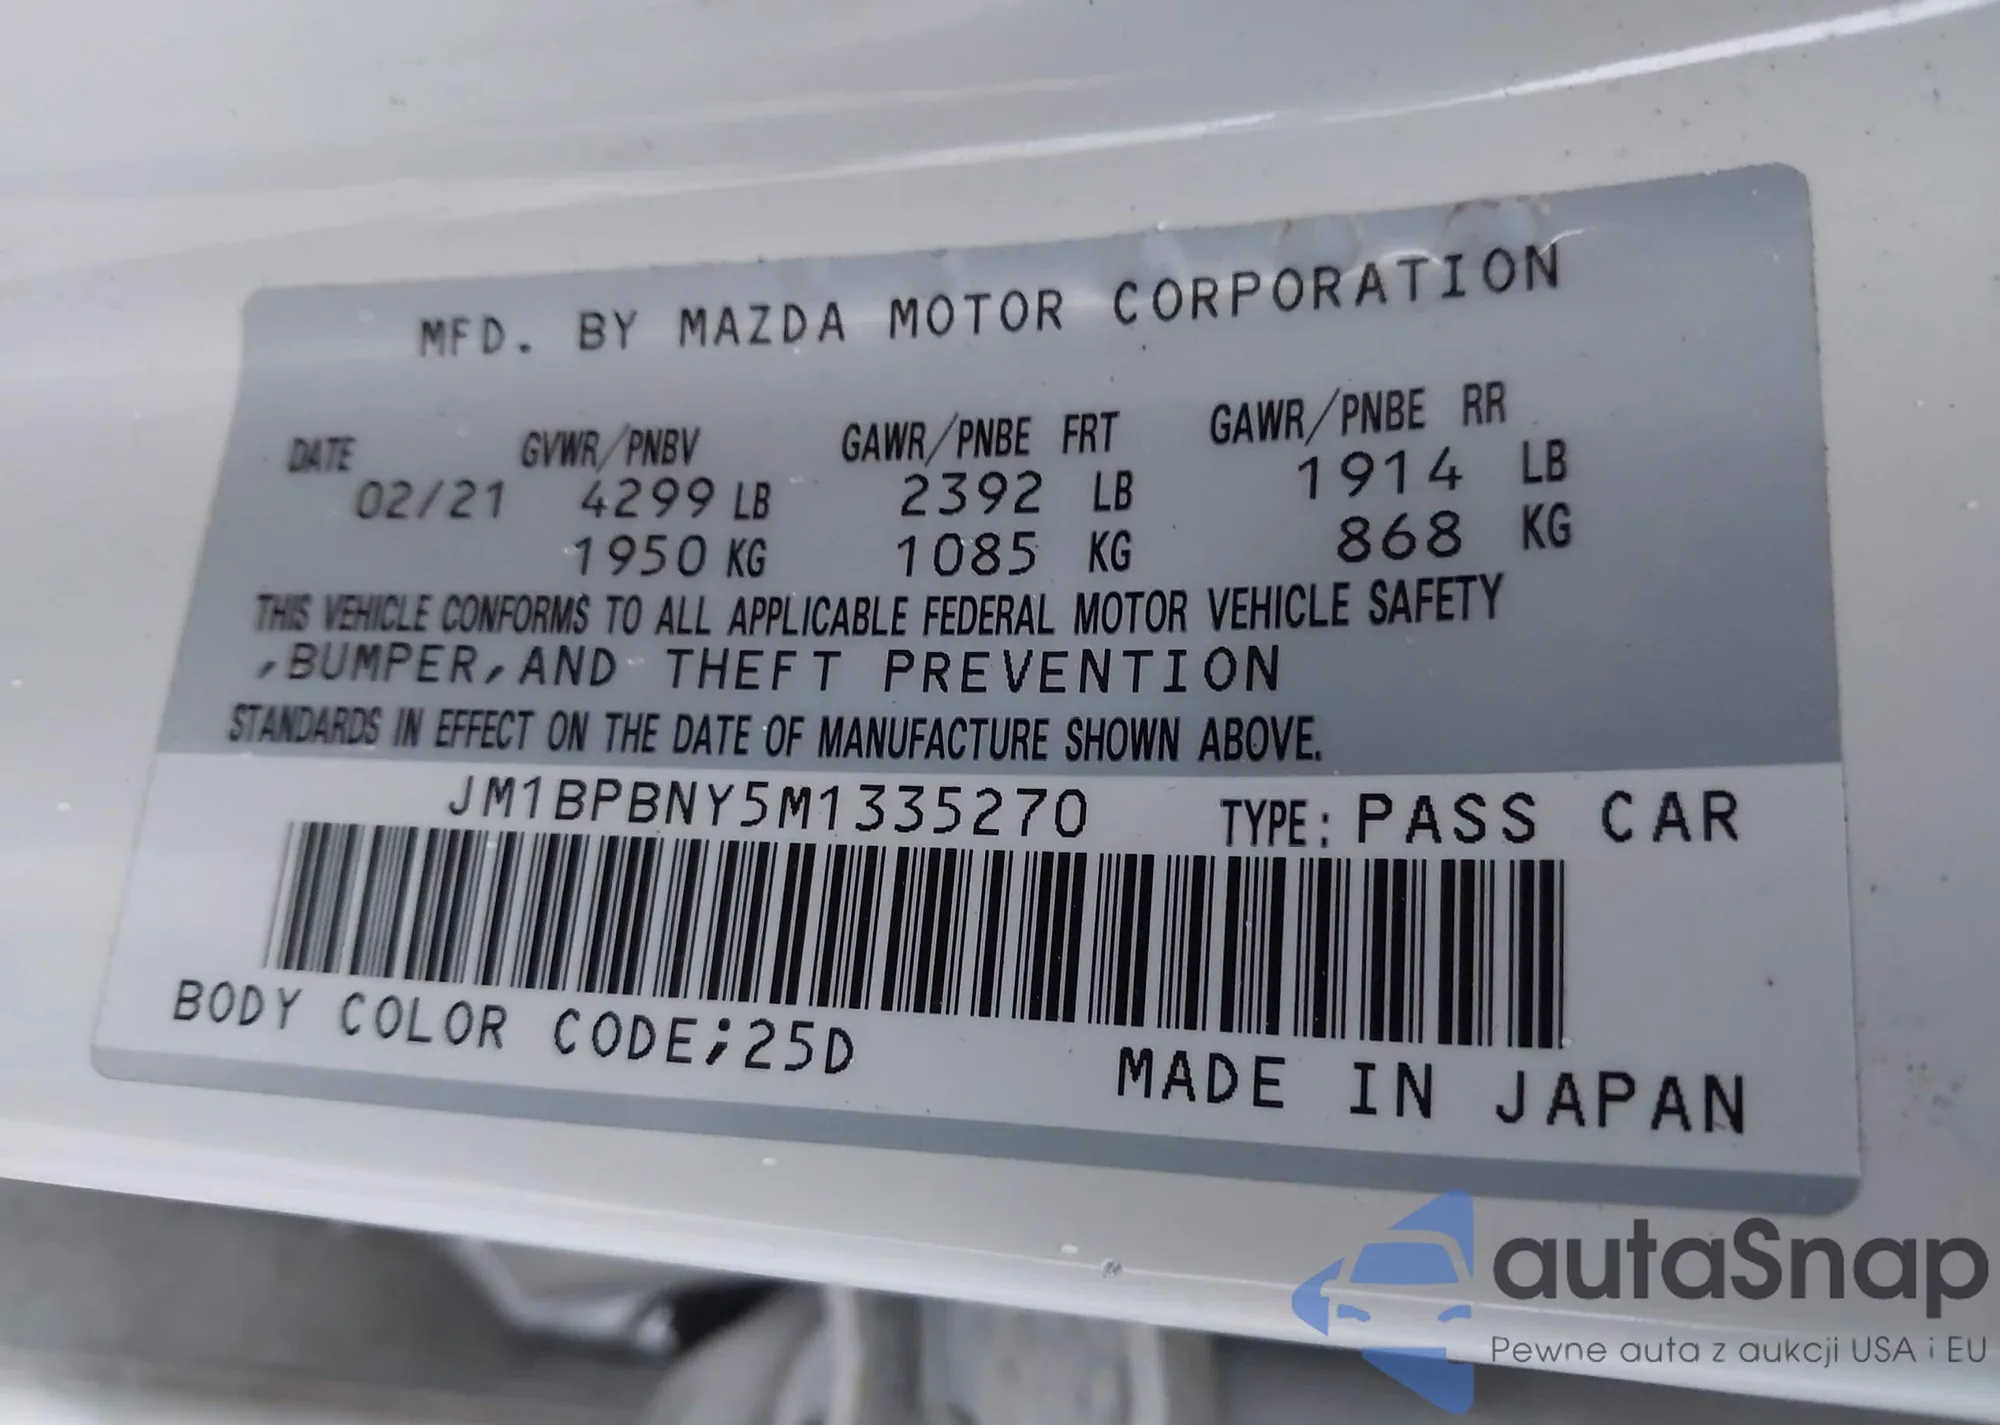 MFD. BY MAZDA MOTOR CORPORATION
DATE GVWR/PNBV GAWR/PNBE FRT GAWR/PNBE RR
02/21 4299 LB 2392 LB 1914 LB
1950 KG 1085 KG 868 KG
THIS VEHICLE CONFORMS TO ALL APPLICABLE FEDERAL MOTOR VEHICLE SAFETY
,BUMPER,AND THEFT PREVENTION
STANDARDS IN EFFECT ON THE DATE OF MANUFACTURE SHOWN ABOVE.
JM1BPBNY5M1335270 TYPE: PASS CAR
BODY COLOR CODE;25D
MADE IN JAPAN
autaSnap
Pewne auta z aukcji USA i EU